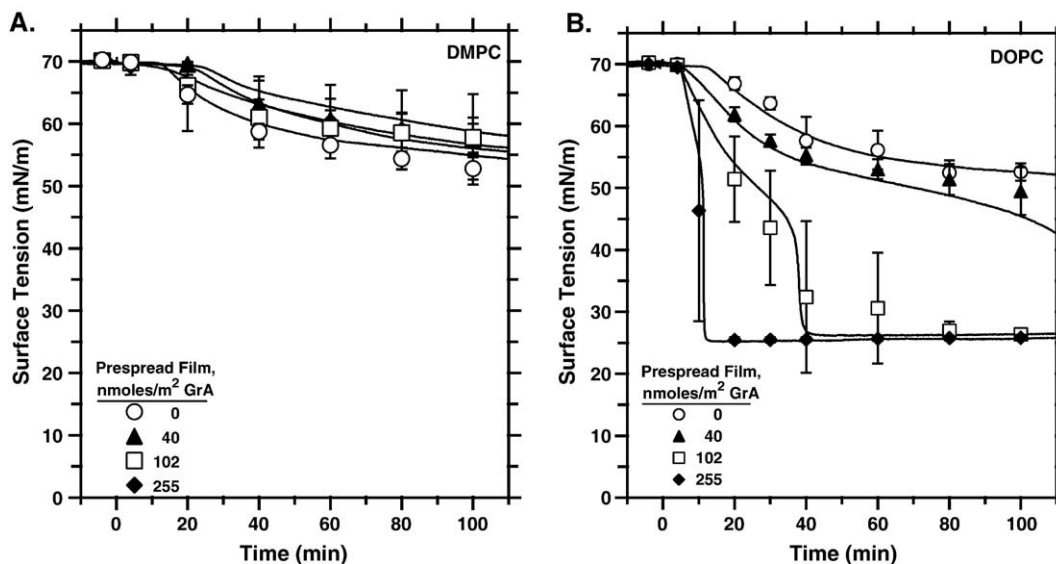 A.
DMPC
Surface Tension (mN/m)
70
60
50
40
30
20
10
0
Prespread Film,
nmoles/m² GrA
0
40
102
255
0 20 40 60 80 100
Time (min)
B.
DOPC
Surface Tension (mN/m)
70
60
50
40
30
20
10
0
Prespread Film,
nmoles/m² GrA
0
40
102
255
0 20 40 60 80 100
Time (min)